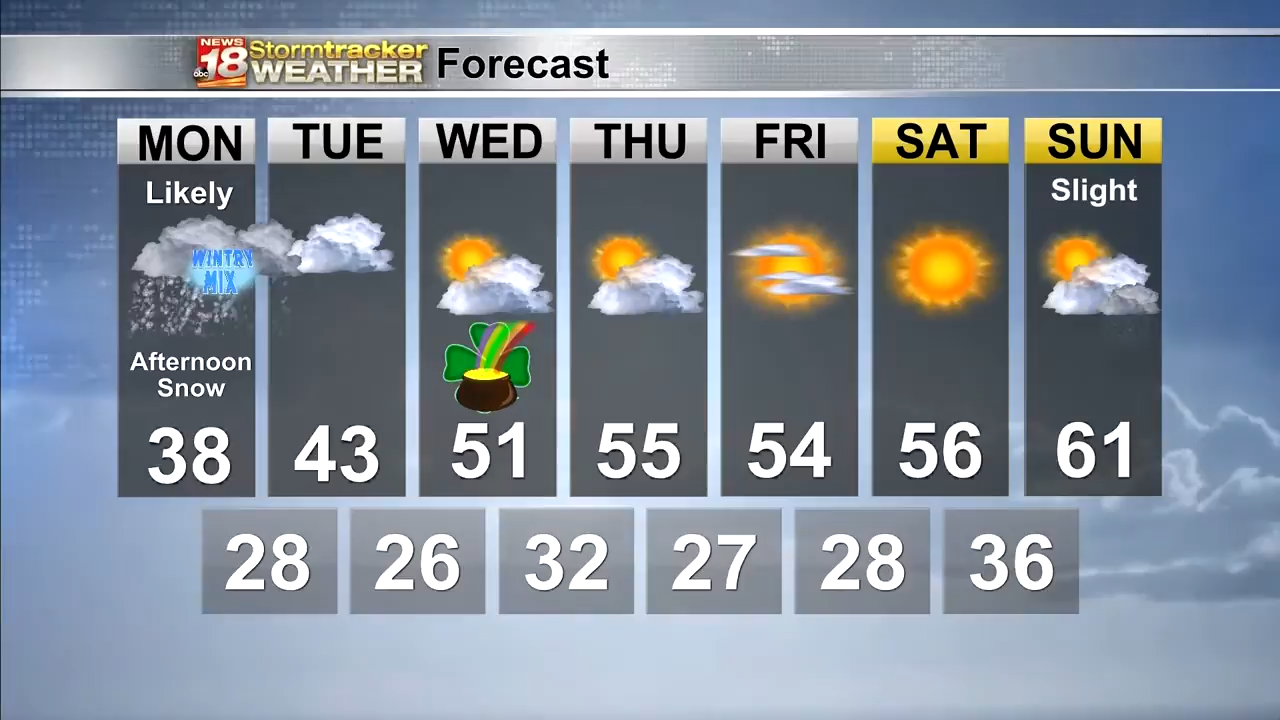 NEWS
abc 18
Stormtracker
WEATHER
Forecast
MON TUE WED THU FRI SAT SUN
Likely Slight
WINTRY
MIX
Afternoon
Snow
38 43 51 55 54 56 61
28 26 32 27 28 36